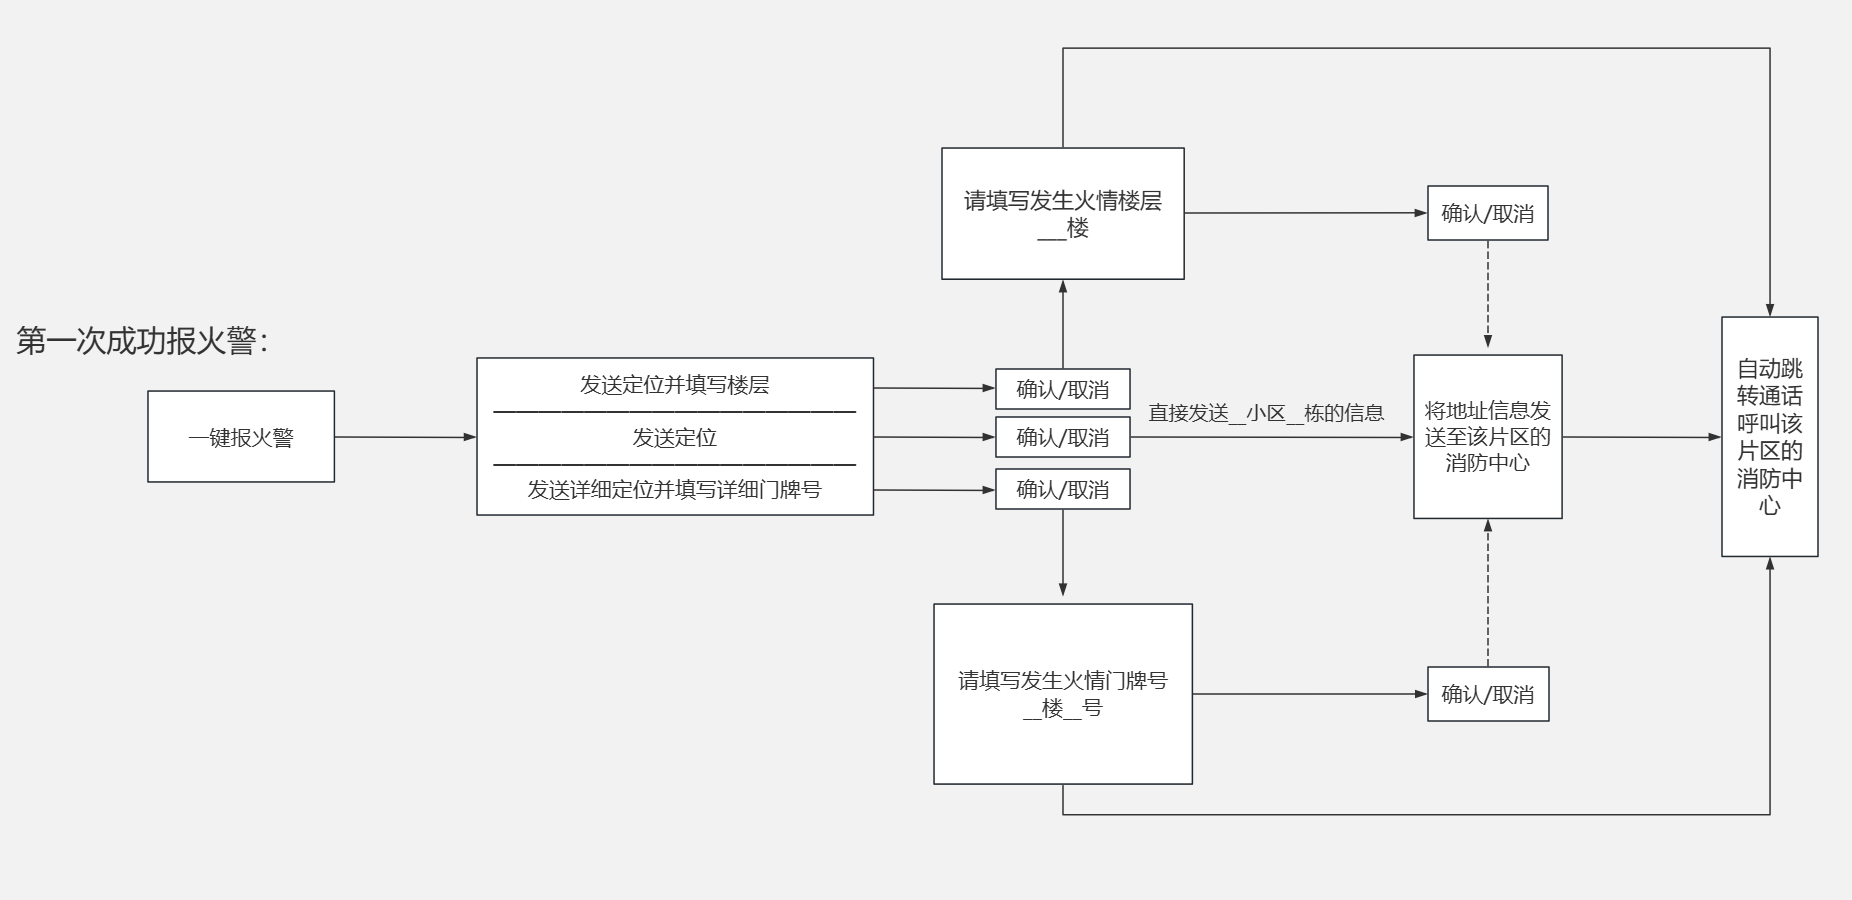 第一次成功报火警：
一键报火警
发送定位并填写楼层
发送定位
发送详细定位并填写详细门牌号
确认/取消
确认/取消
确认/取消
请填写发生火情楼层
___楼
确认/取消
直接发送__小区__栋的信息
将地址信息发
送至该片区的
消防中心
请填写发生火情门牌号
__楼__号
确认/取消
自动跳
转通话
呼叫该
片区的
消防中
心